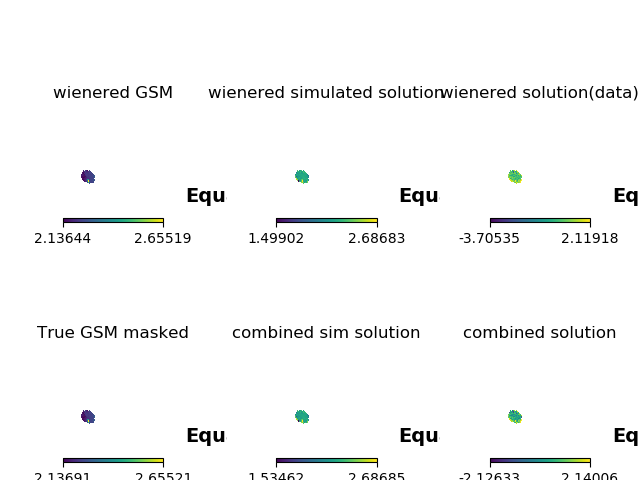 wienered GSM
wienered simulated solution
wienered solution(data)
Equ
Equ
Eq
2.13644 2.65519
1.49902 2.68683
-3.70535 2.11918
True GSM masked
combined sim solution
combined solution
Equ
Equ
Eq
2.13691 2.65521
1.53462 2.68685
-2.12633 2.14006